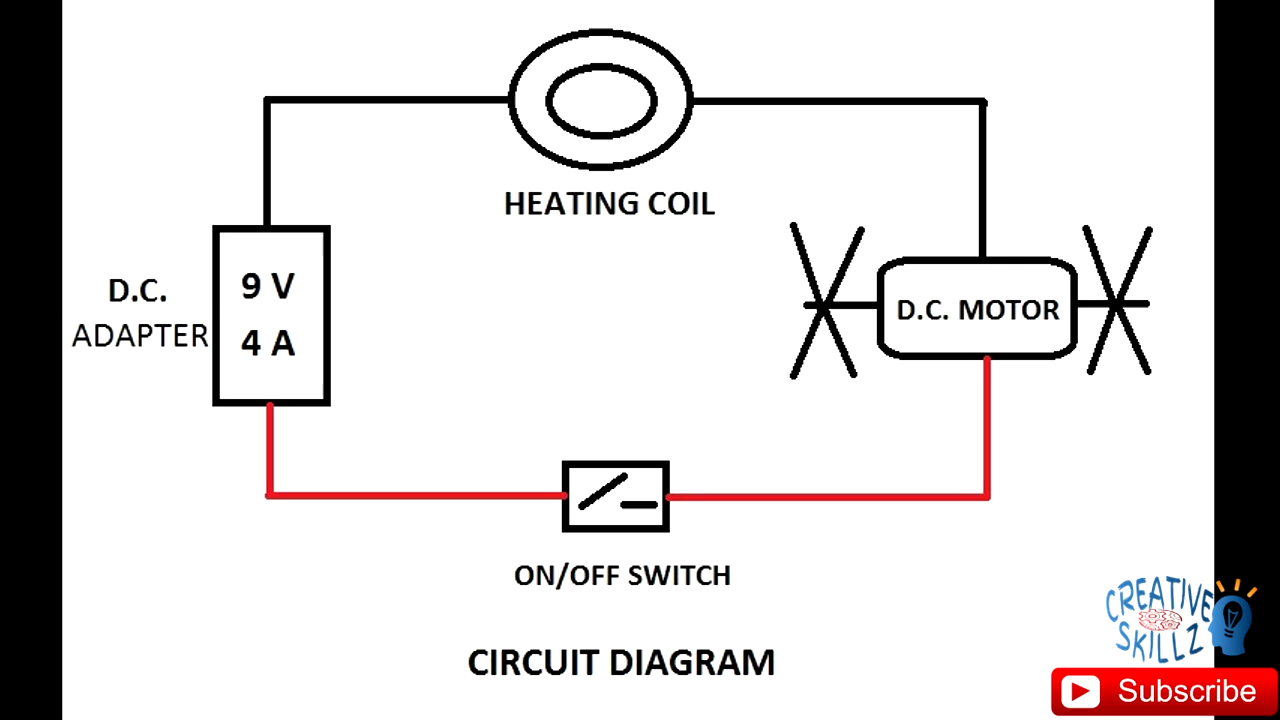 HEATING COIL
D.C.
ADAPTER
9 V
4 A
D.C. MOTOR
ON/OFF SWITCH
CIRCUIT DIAGRAM
CREATIVE
SKILLZ
Subscribe